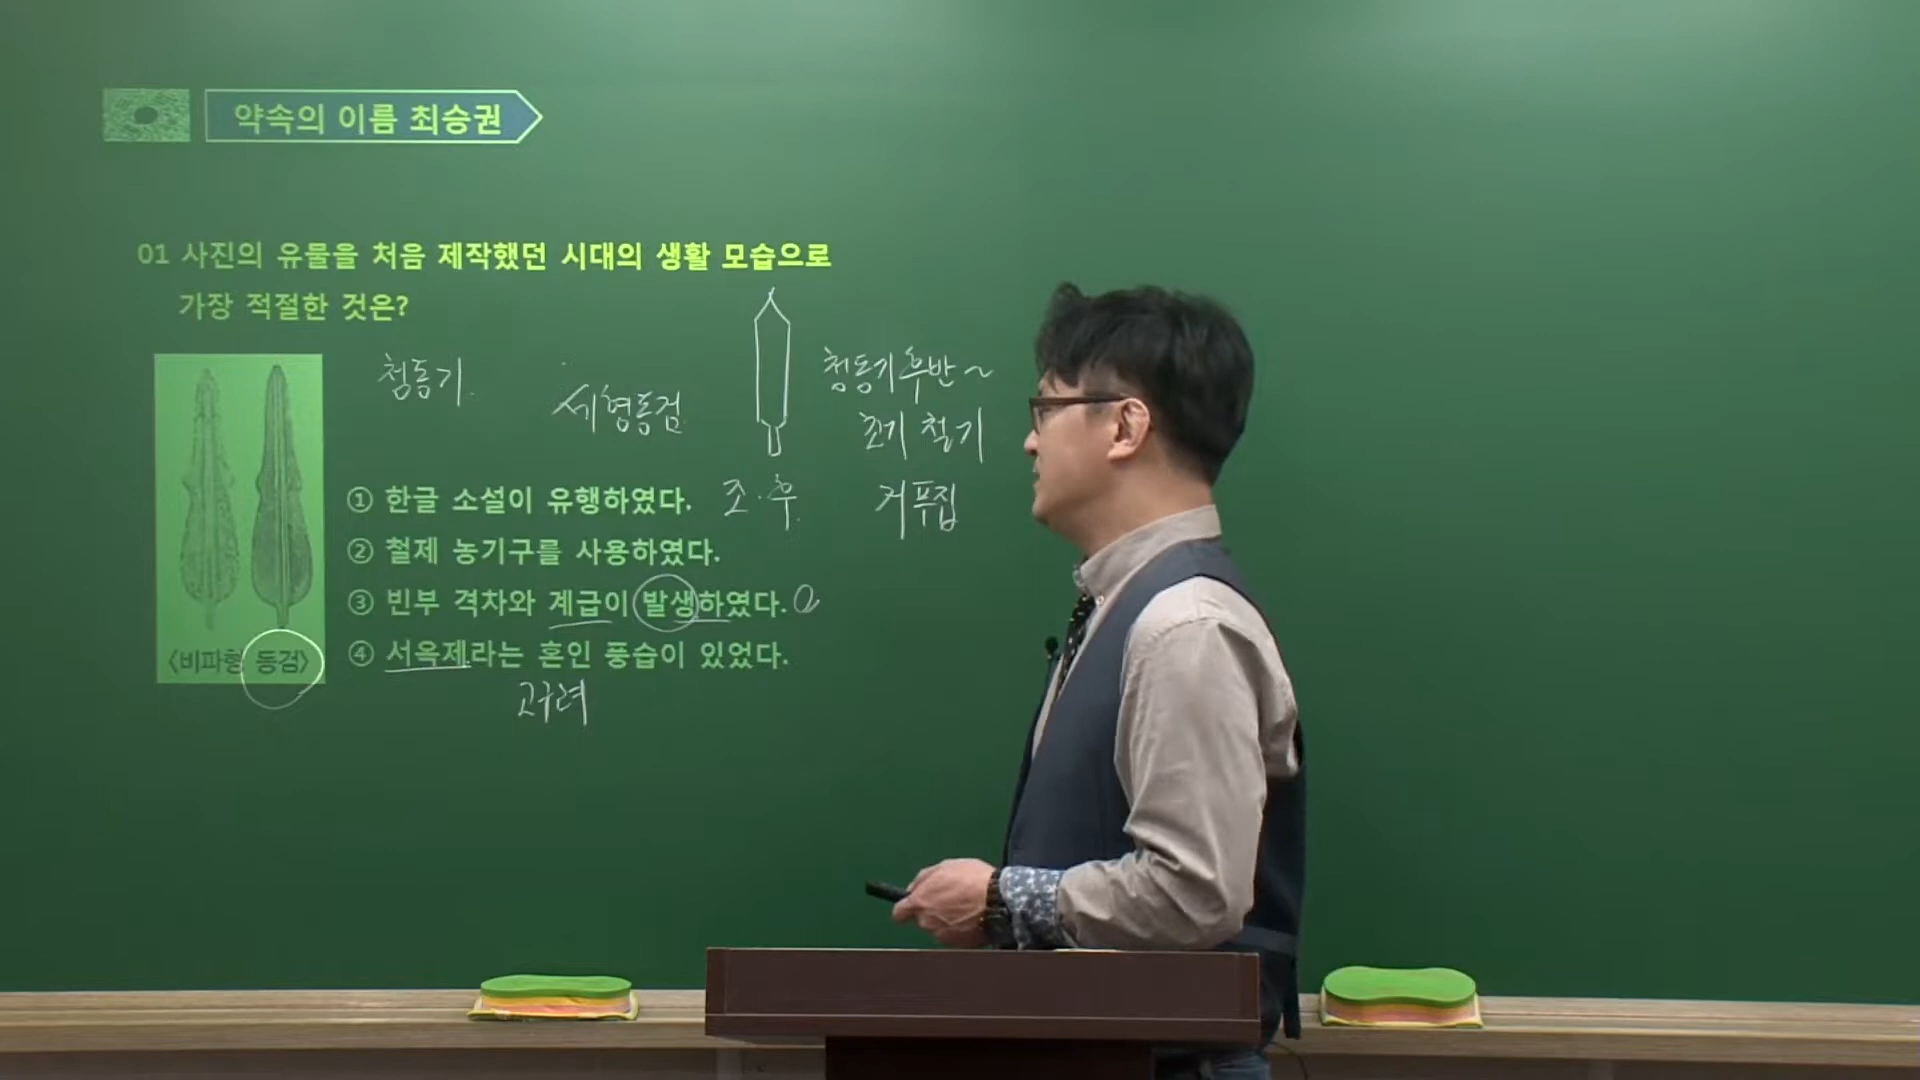 약속의 이름 최승권
01 사진의 유물을 처음 제작했던 시대의 생활 모습으로
가장 적절한 것은?
청동기.
세형동검
청동기 후반~
초기 철기
① 한글 소설이 유행하였다. 조.후.
거푸집
② 철제 농기구를 사용하였다.
③ 빈부 격차와 계급이 발생하였다.
④ 서옥제라는 혼인 풍습이 있었다.
<비파형 동검>
고구려